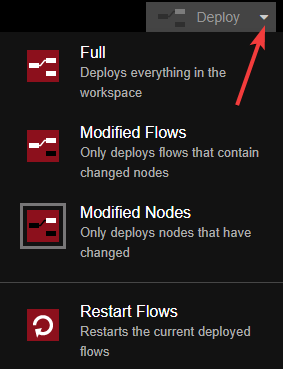 Deploy
Full
Deploys everything in the
workspace
Modified Flows
Only deploys flows that contain
changed nodes
Modified Nodes
Only deploys nodes that have
changed
Restart Flows
Restarts the current deployed
flows